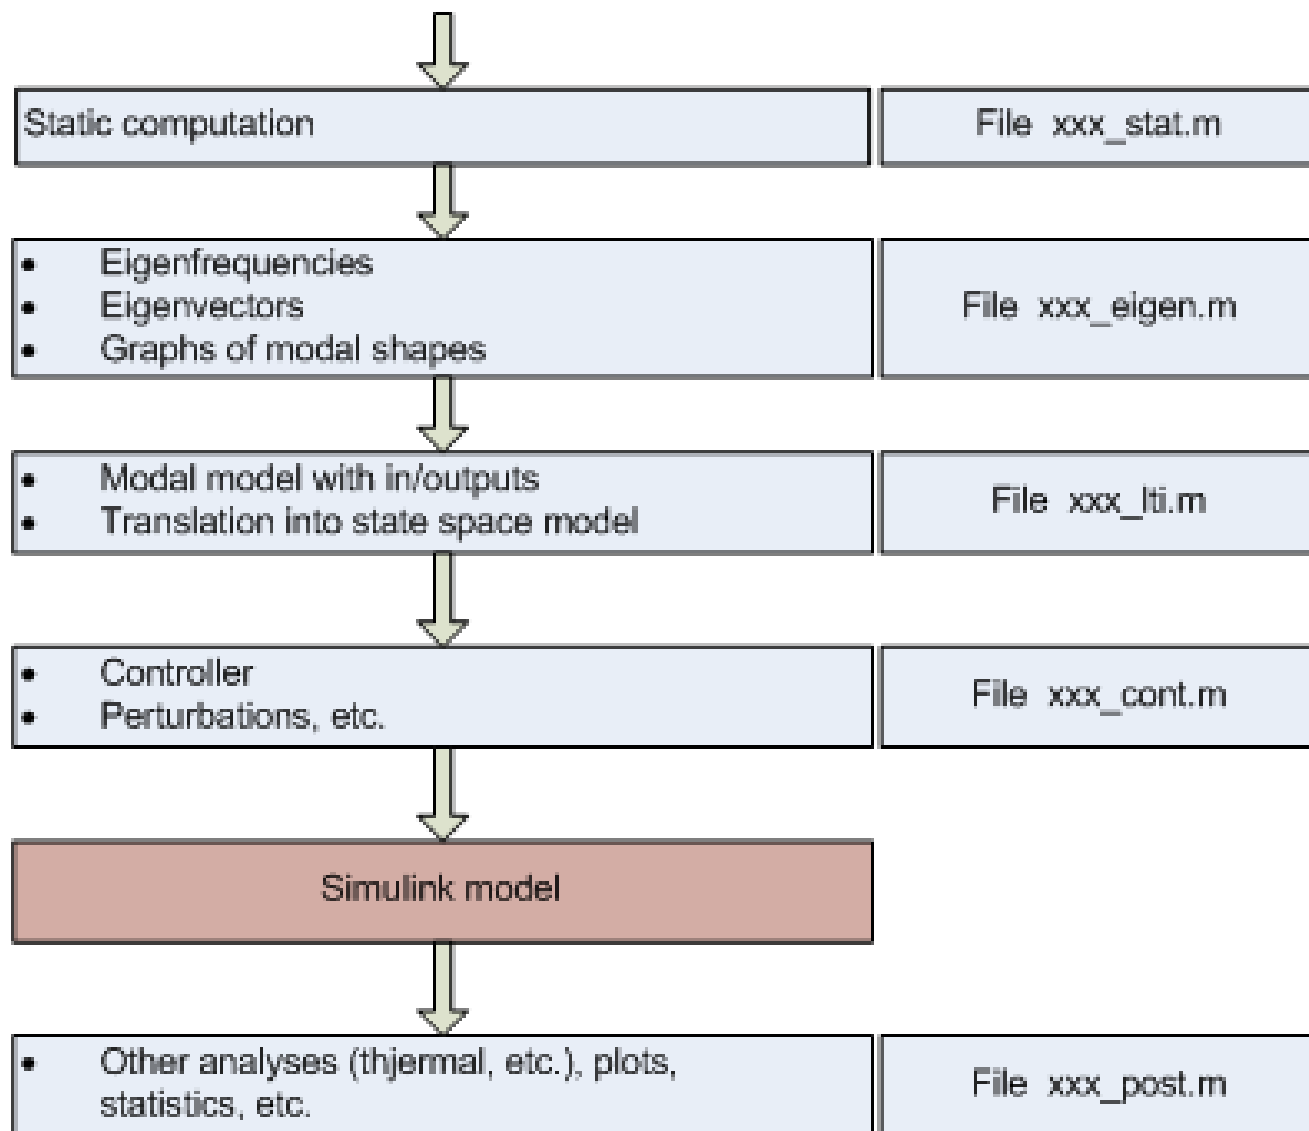 Static computation
File xxx_stat.m
• Eigenfrequencies
• Eigenvectors
• Graphs of modal shapes
File xxx_eigen.m
• Modal model with in/outputs
• Translation into state space model
File xxx_lti.m
• Controller
• Perturbations, etc.
File xxx_cont.m
Simulink model
• Other analyses (thjermal, etc.), plots,
statistics, etc.
File xxx_post.m